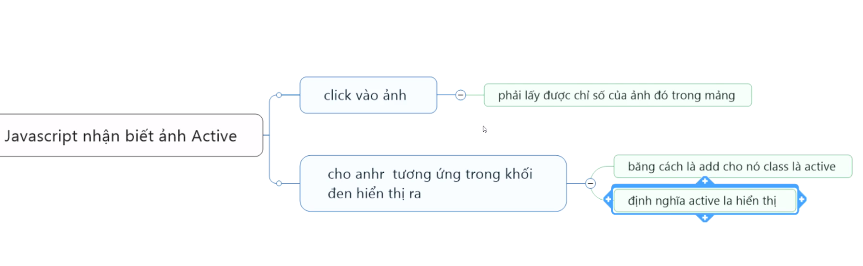 Javascript nhận biết ảnh Active
click vào ảnh
phải lấy được chỉ số của ảnh đó trong mảng
cho anhr tương ứng trong khối
đen hiển thị ra
băng cách là add cho nó class là active
định nghĩa active la hiển thị